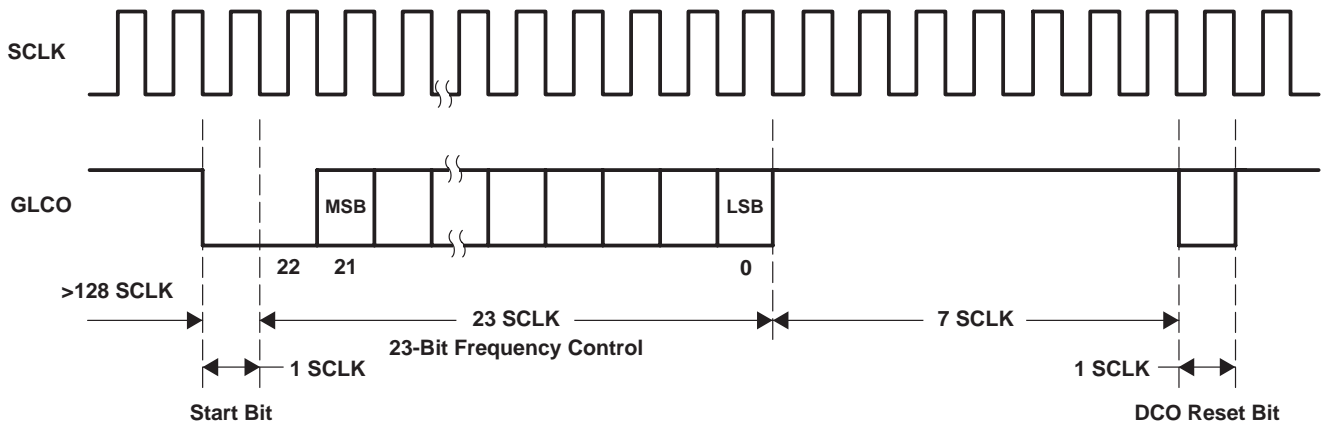 SCLK
GLCO
MSB
LSB
22
21
0
>128 SCLK
23 SCLK
7 SCLK
23-Bit Frequency Control
1 SCLK
1 SCLK
Start Bit
DCO Reset Bit